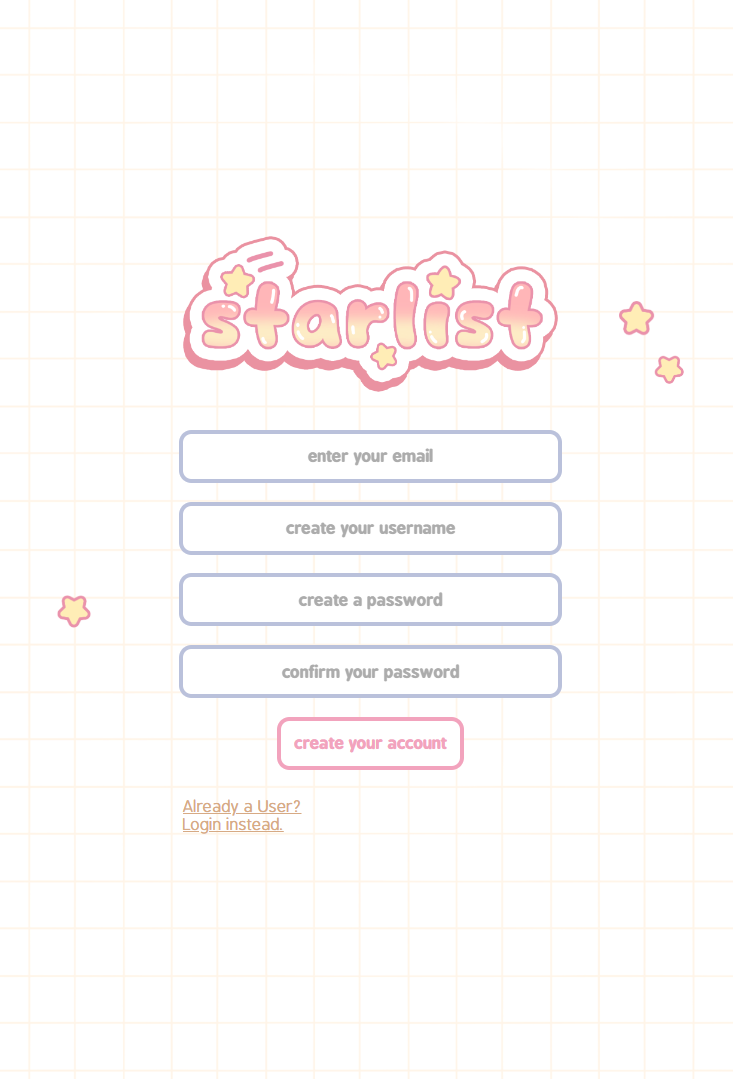 starlist
enter your email
create your username
create a password
confirm your password
create your account
Already a User?
Login instead.